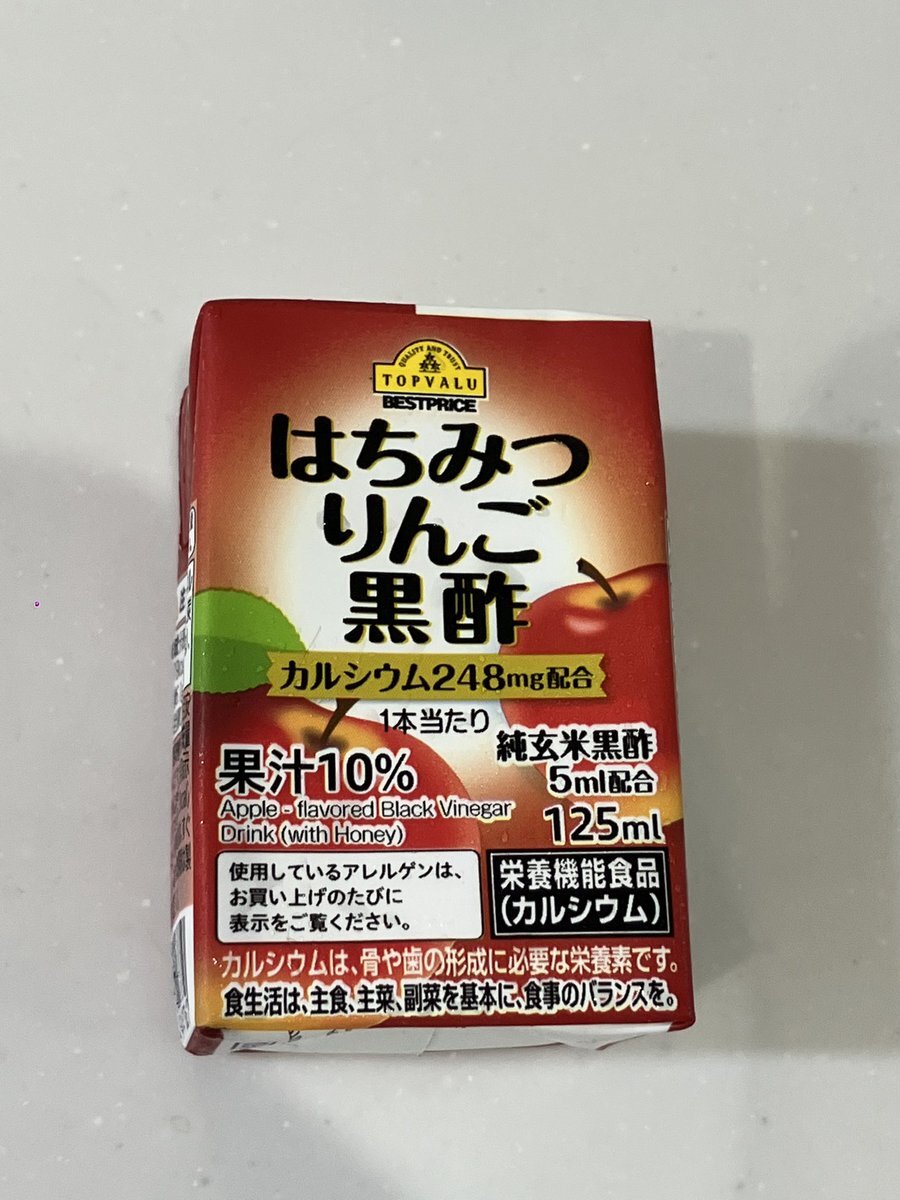 QUALITY AND TRUST
TOPVALU
BESTPRICE
はちみつ
りんご
黒酢
カルシウム248mg配合
1本当たり
純玄米黒酢
5ml配合
125ml
果汁10%
Apple - flavored Black Vinegar
Drink (with Honey)
使用しているアレルゲンは、
お買い上げのたびに
表示をご覧ください。
栄養機能食品
(カルシウム)
カルシウムは、骨や歯の形成に必要な栄養素です。
食生活は、主食、主菜、副菜を基本に、食事のバランスを。